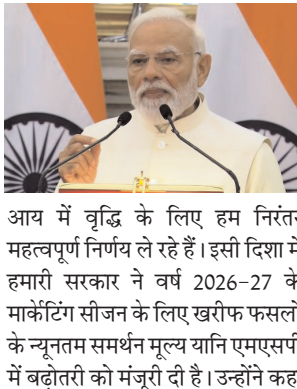 आय में वृद्धि के लिए हम निरंतर
महत्वपूर्ण निर्णय ले रहे हैं। इसी दिशा में
हमारी सरकार ने वर्ष 2026-27 के
मार्केटिंग सीजन के लिए खरीफ फसलों
के न्यूनतम समर्थन मूल्य यानि एमएसपी
में बढ़ोतरी को मंजूरी दी है। उन्होंने कहा